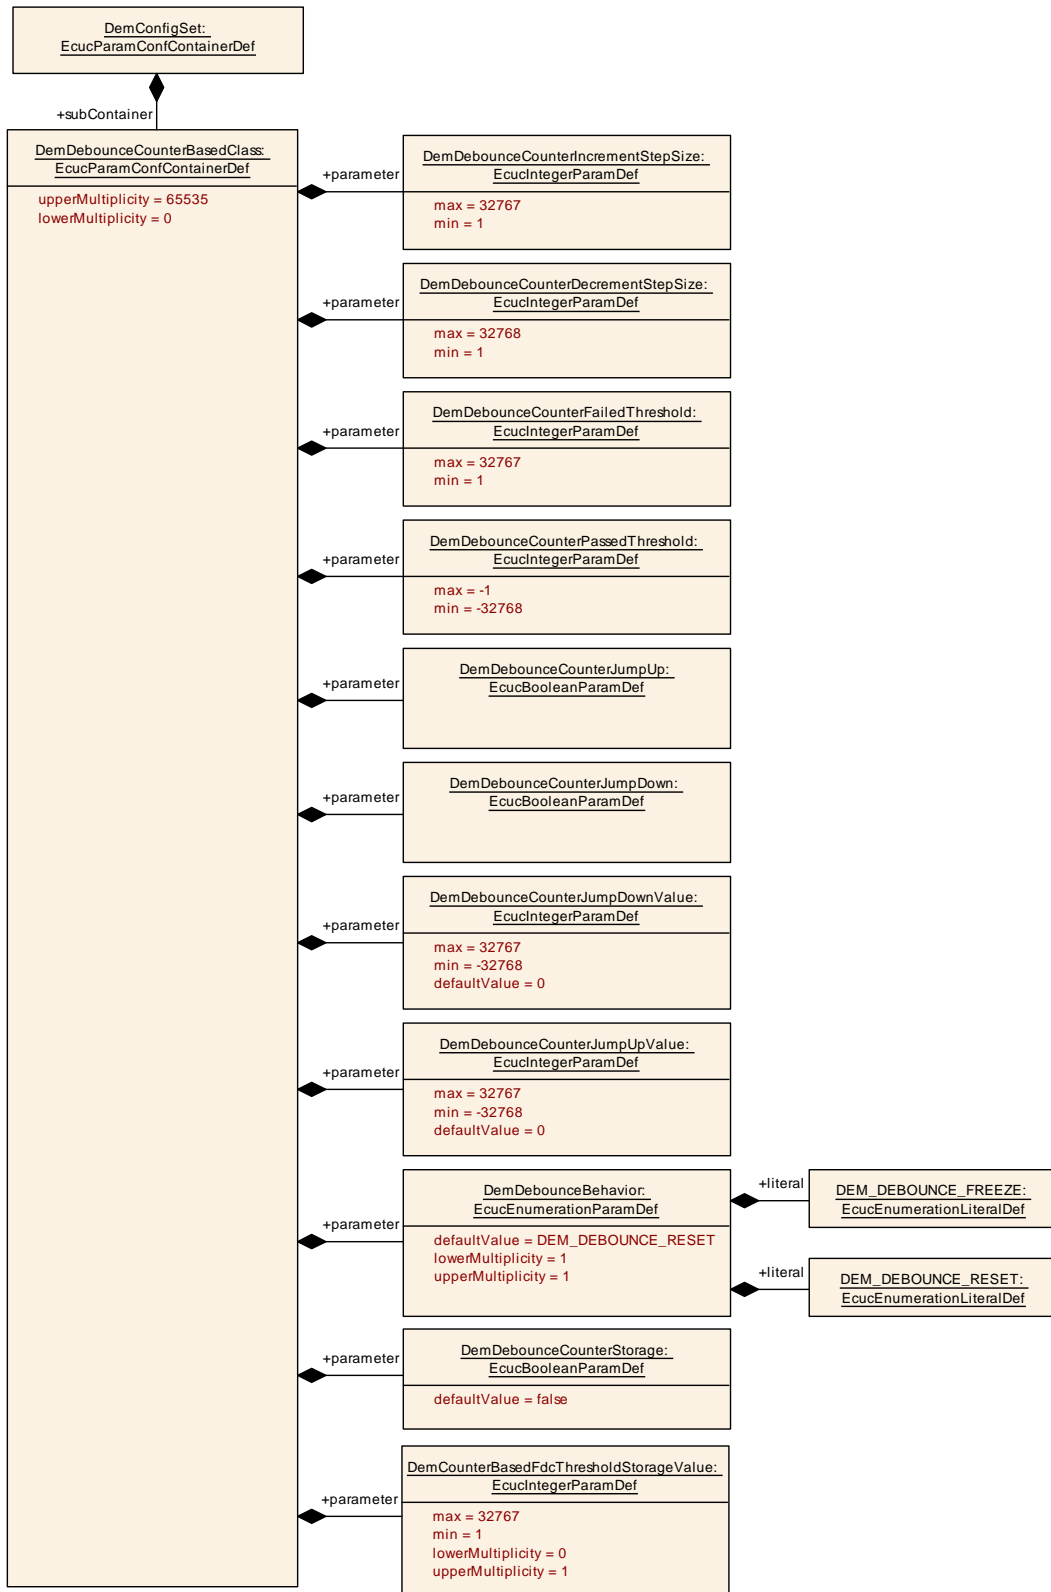 DemConfigSet:
EcucParamConfContainerDef
+subContainer
DemDebounceCounterBasedClass:
EcucParamConfContainerDef
upperMultiplicity = 65535
lowerMultiplicity = 0
+parameter
DemDebounceCounterIncrementStepSize:
EcucIntegerParamDef
max = 32767
min = 1
+parameter
DemDebounceCounterDecrementStepSize:
EcucIntegerParamDef
max = 32768
min = 1
+parameter
DemDebounceCounterFailedThreshold:
EcucIntegerParamDef
max = 32767
min = 1
+parameter
DemDebounceCounterPassedThreshold:
EcucIntegerParamDef
max = -1
min = -32768
+parameter
DemDebounceCounterJumpUp:
EcucBooleanParamDef
+parameter
DemDebounceCounterJumpDown:
EcucBooleanParamDef
+parameter
DemDebounceCounterJumpDownValue:
EcucIntegerParamDef
max = 32767
min = -32768
defaultValue = 0
+parameter
DemDebounceCounterJumpUpValue:
EcucIntegerParamDef
max = 32767
min = -32768
defaultValue = 0
+parameter
DemDebounceBehavior:
EcucEnumerationParamDef
defaultValue = DEM_DEBOUNCE_RESET
lowerMultiplicity = 1
upperMultiplicity = 1
+literal
DEM_DEBOUNCE_FREEZE:
EcucEnumerationLiteralDef
+literal
DEM_DEBOUNCE_RESET:
EcucEnumerationLiteralDef
+parameter
DemDebounceCounterStorage:
EcucBooleanParamDef
defaultValue = false
+parameter
DemCounterBasedFdcThresholdStorageValue:
EcucIntegerParamDef
max = 32767
min = 1
lowerMultiplicity = 0
upperMultiplicity = 1